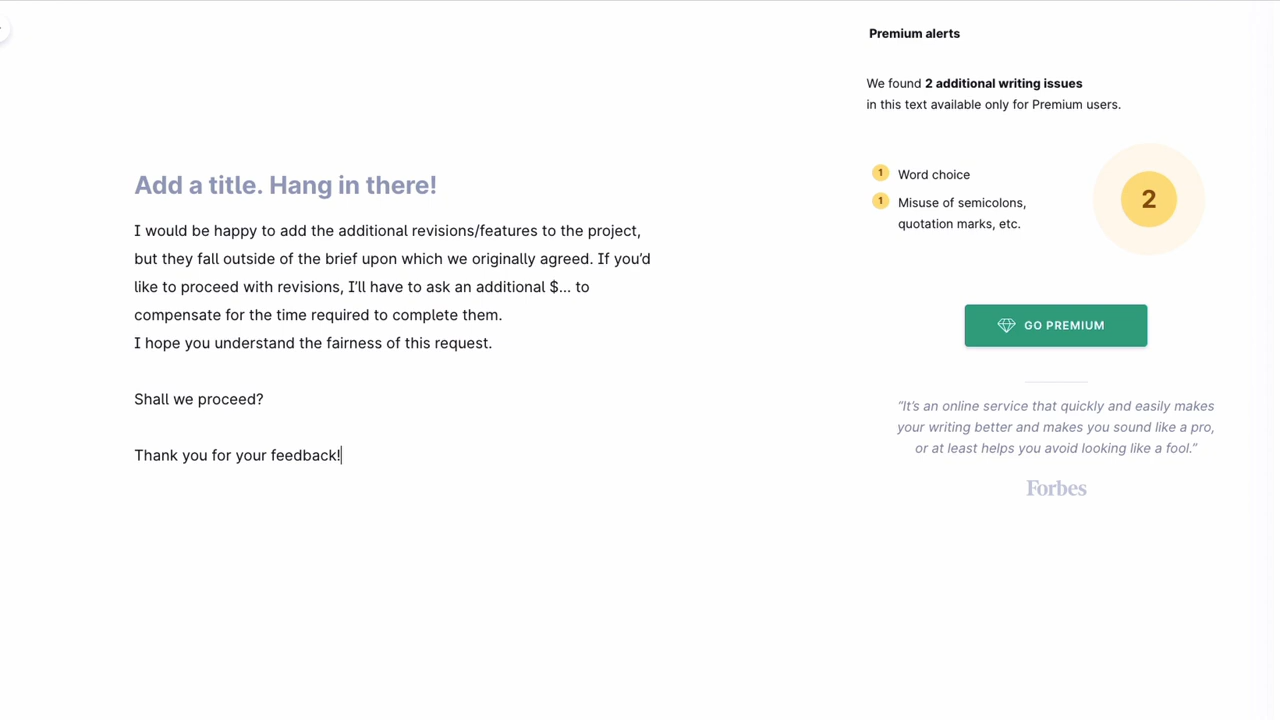 Premium alerts
We found 2 additional writing issues
in this text available only for Premium users.
1 Word choice
1 Misuse of semicolons,
quotation marks, etc.
2
GO PREMIUM
“It’s an online service that quickly and easily makes
your writing better and makes you sound like a pro,
or at least helps you avoid looking like a fool.”
Forbes
Add a title. Hang in there!
I would be happy to add the additional revisions/features to the project,
but they fall outside of the brief upon which we originally agreed. If you’d
like to proceed with revisions, I’ll have to ask an additional $... to
compensate for the time required to complete them.
I hope you understand the fairness of this request.
Shall we proceed?
Thank you for your feedback!